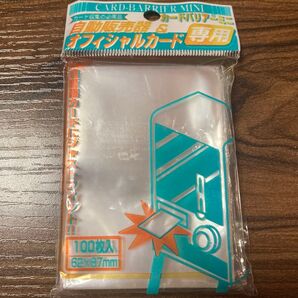 CARD-BARRIER MINI
カード収集の必需品
カードバリアーミニ
自動販売機&
オフィシャルカード
専用
100枚入
62×87mm